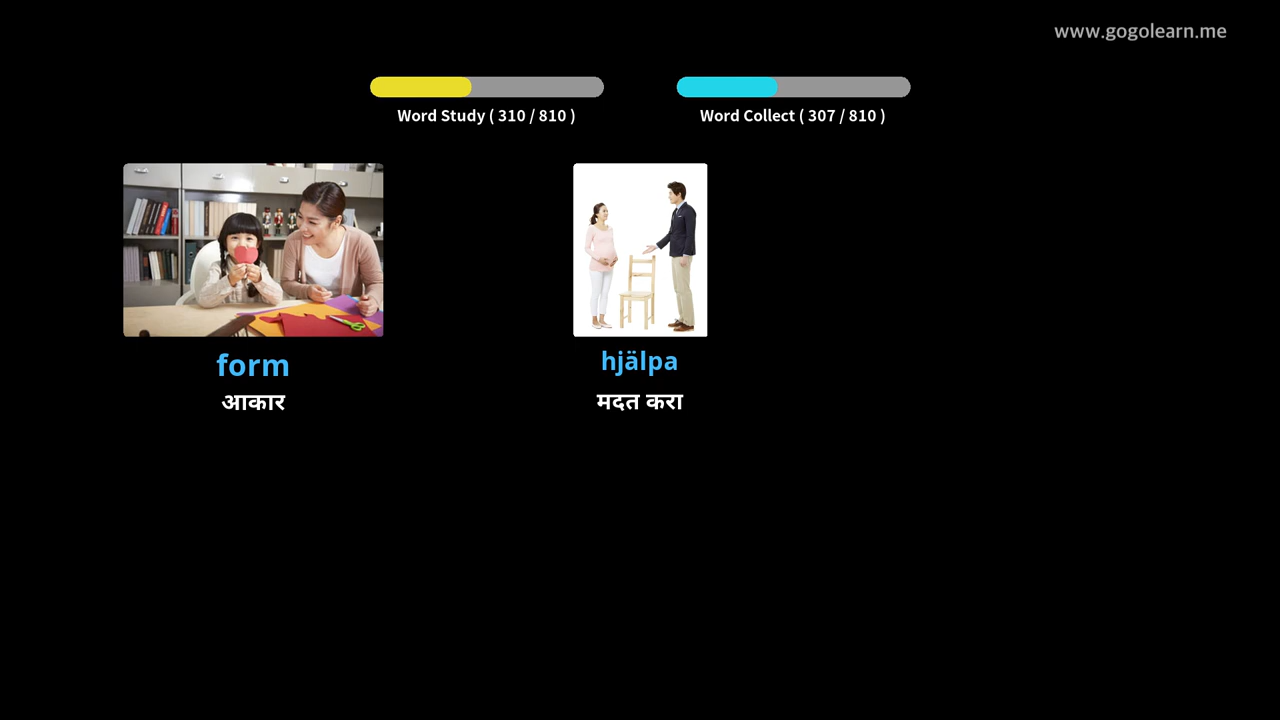 www.gogolearn.me
Word Study ( 310 / 810 )
Word Collect ( 307 / 810 )
form
आकार
hjälpa
मदत करा